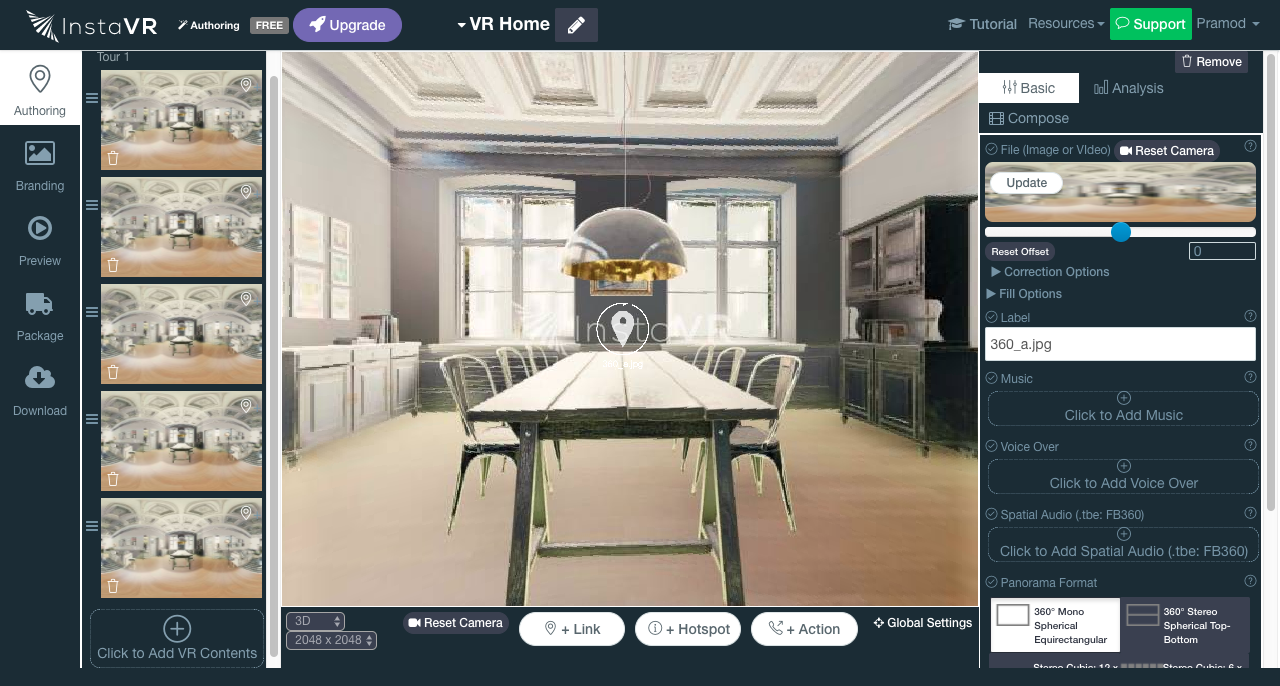 InstaVR
Authoring
FREE
Upgrade
VR Home
Tutorial
Resources
Support
Pramod
Authoring
Branding
Preview
Package
Download
Tour 1
Click to Add VR Contents
InstaVR
360_a.jpg
3D
2048 x 2048
Reset Camera
+ Link
+ Hotspot
+ Action
Global Settings
Remove
Basic
Analysis
Compose
File (Image or VIdeo)
Reset Camera
Update
Reset Offset
0
Correction Options
Fill Options
Label
360_a.jpg
Music
Click to Add Music
Voice Over
Click to Add Voice Over
Spatial Audio (.tbe: FB360)
Click to Add Spatial Audio (.tbe: FB360)
Panorama Format
360° Mono
Spherical
Equirectangular
360° Stereo
Spherical Top-
Bottom
Stereo Cubic: 12 x
Stereo Cubic: 6 x